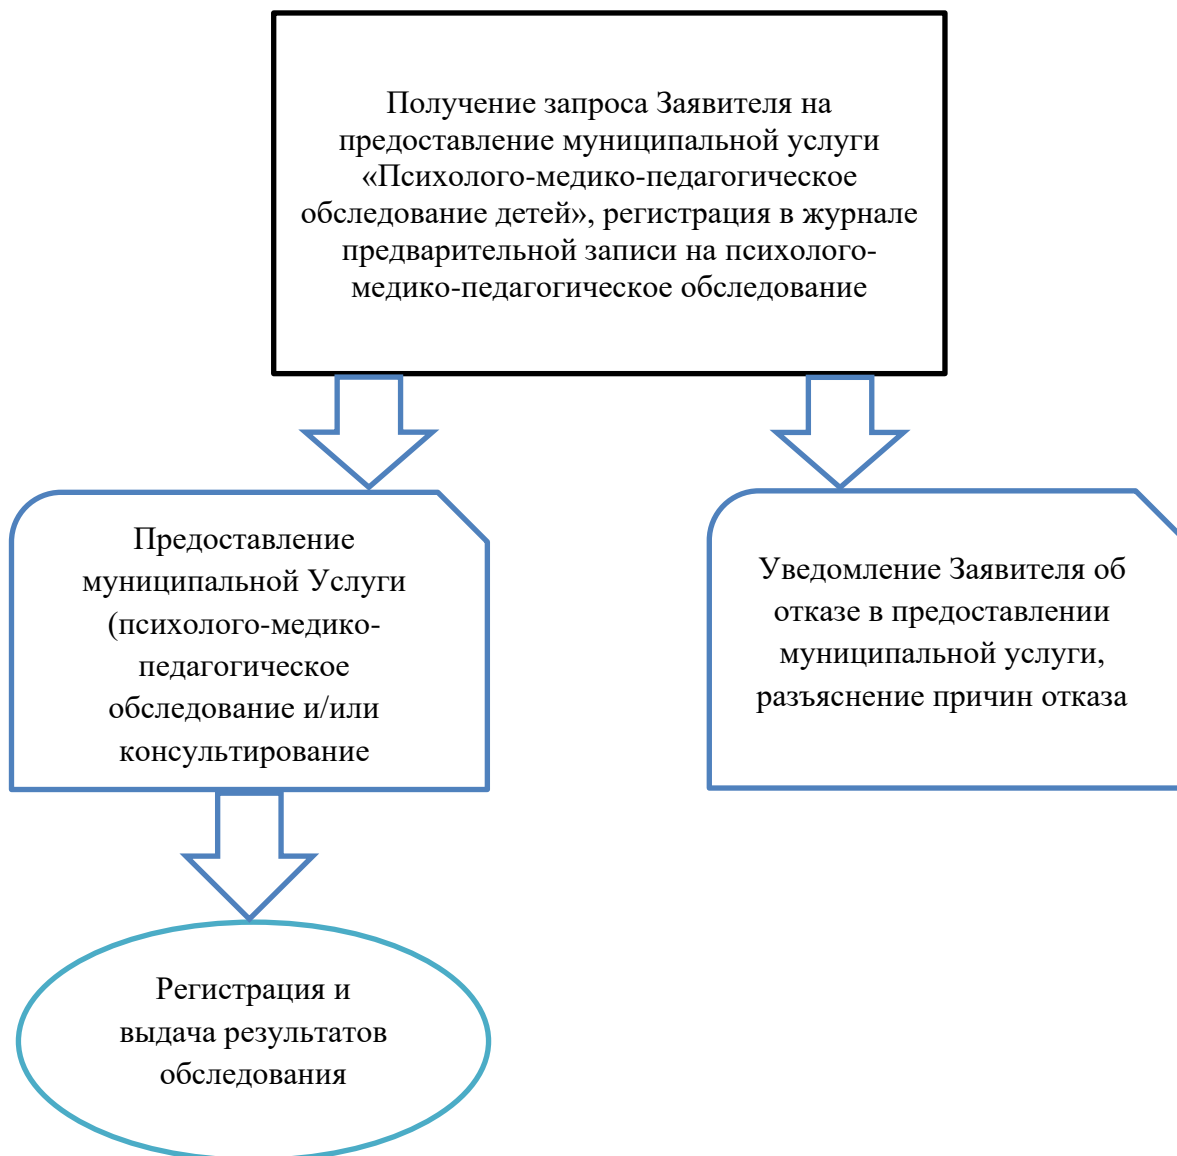 Получение запроса Заявителя на
предоставление муниципальной услуги
«Психолого-медико-педагогическое
обследование детей», регистрация в журнале
предварительной записи на психолого-
медико-педагогическое обследование
Предоставление
муниципальной Услуги
(психолого-медико-
педагогическое
обследование и/или
консультирование
Уведомление Заявителя об
отказе в предоставлении
муниципальной услуги,
разъяснение причин отказа
Регистрация и
выдача результатов
обследования